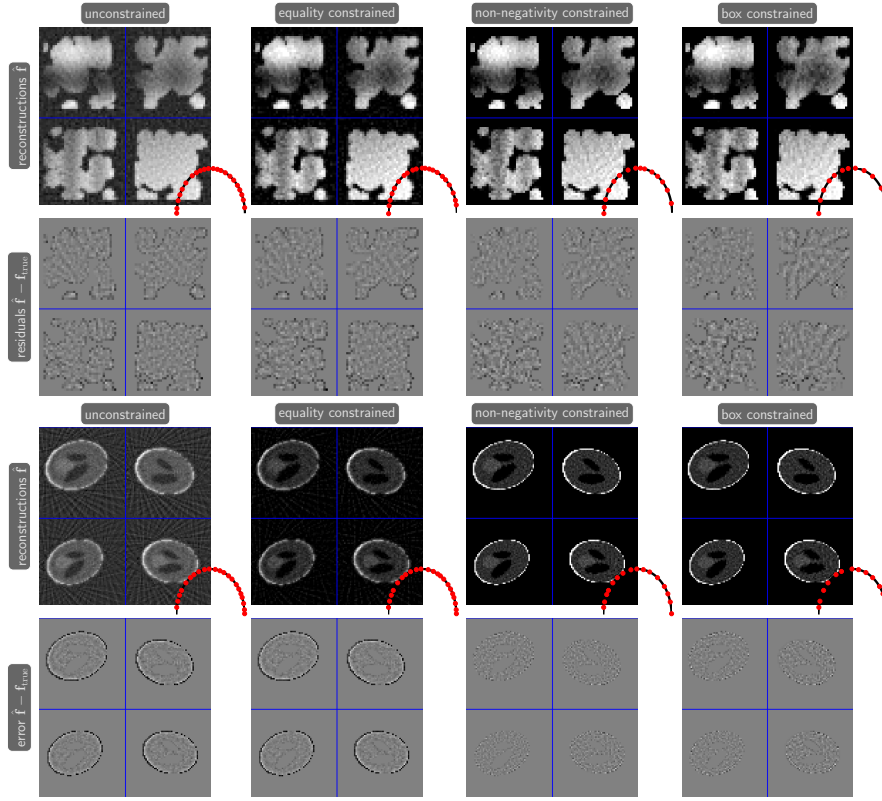 unconstrained
equality constrained
non-negativity constrained
box constrained
reconstructions f̂
residuals f̂ − f_true
unconstrained
equality constrained
non-negativity constrained
box constrained
reconstructions f̂
error f̂ − f_true